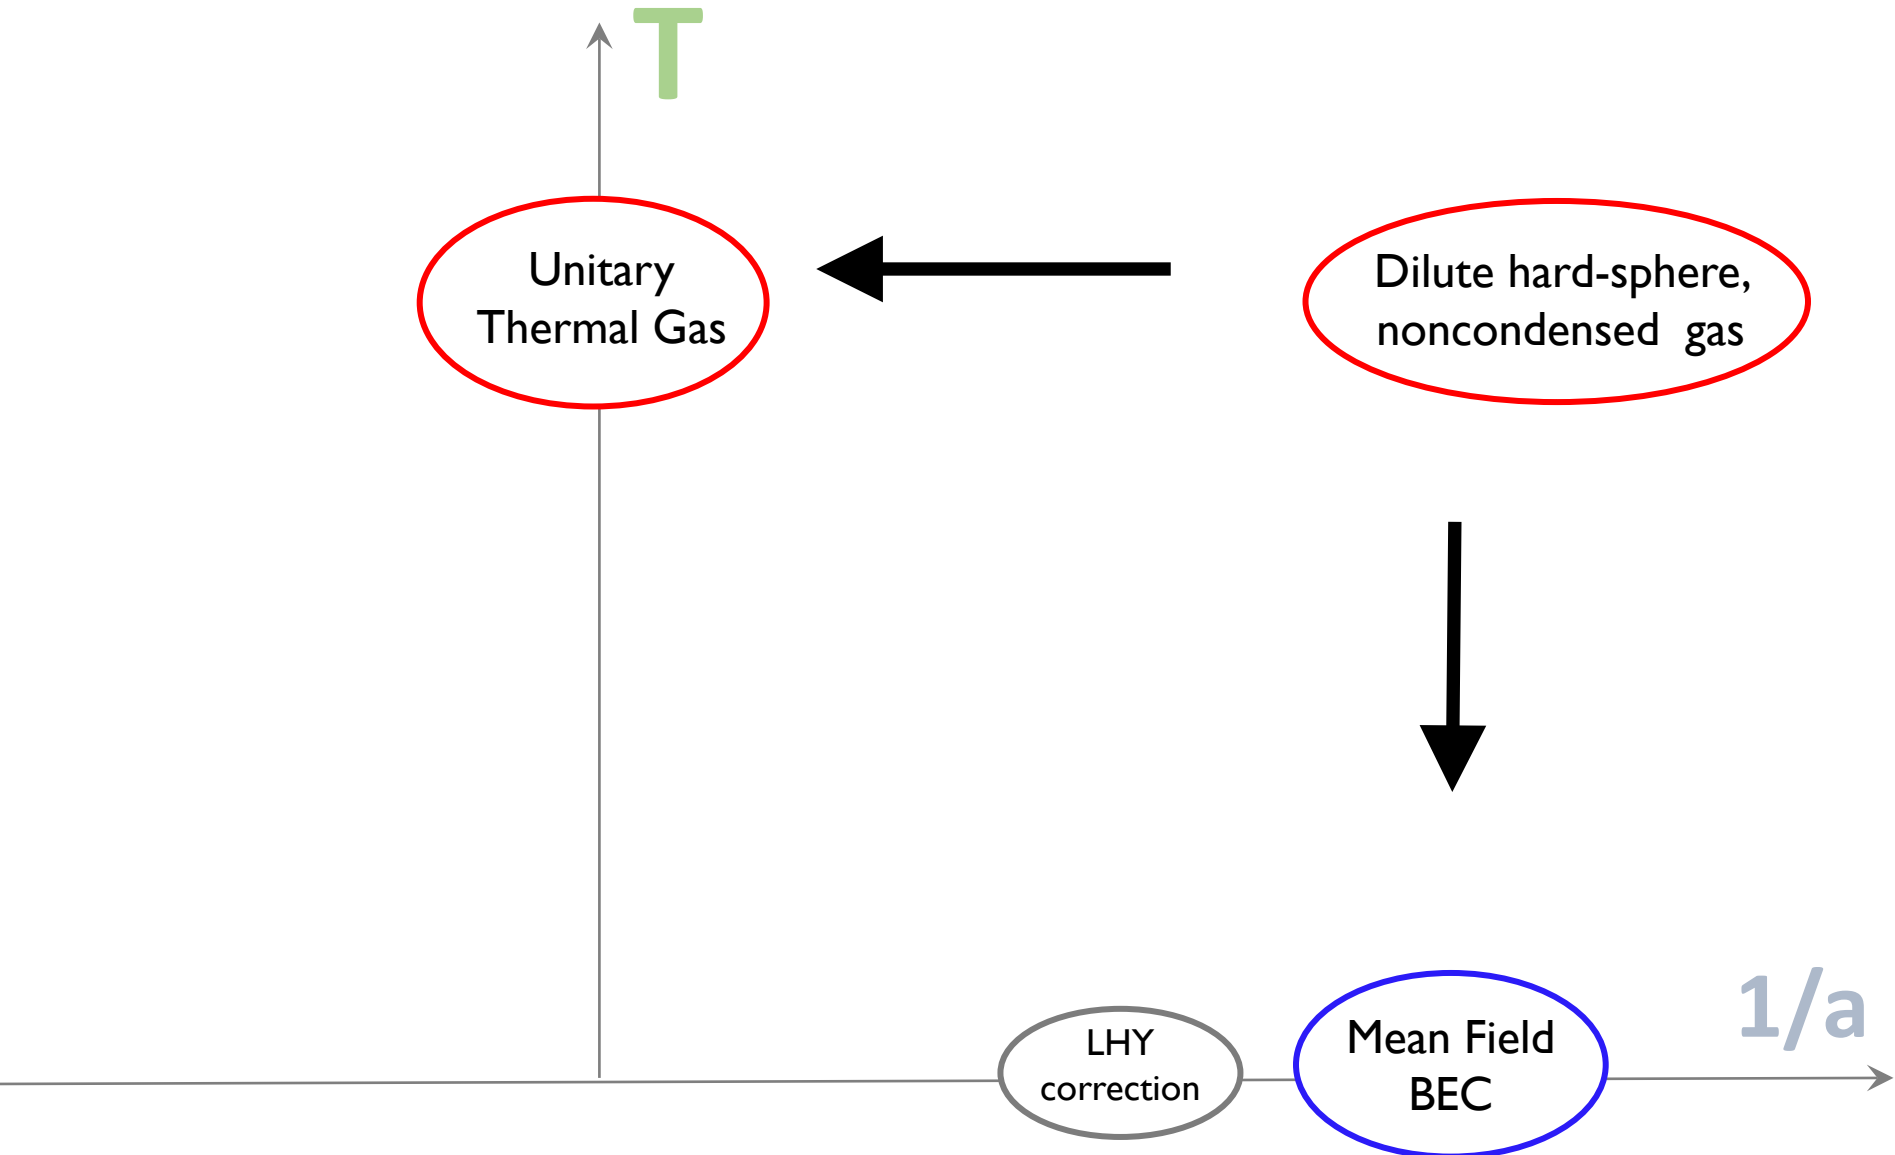 T
Unitary
Thermal Gas
Dilute hard-sphere,
noncondensed gas
LHY
correction
Mean Field
BEC
1/a